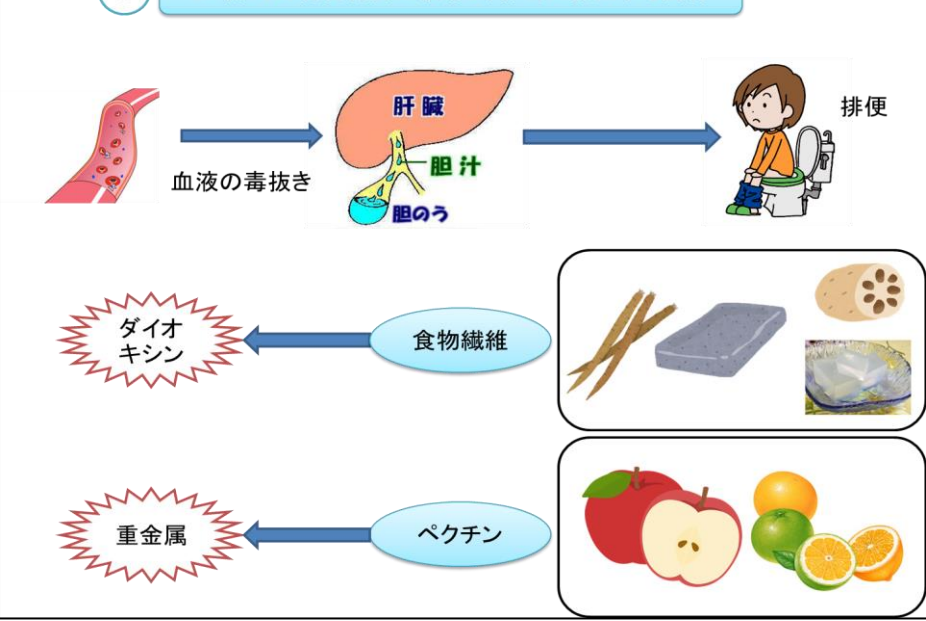 肝臓
排便
胆汁
血液の毒抜き
胆のう
ダイオ
キシン
食物繊維
重金属
ペクチン